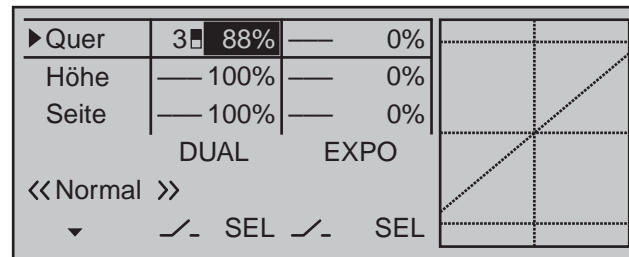 Quer 3 88% ––– 0%
Höhe ––– 100% ––– 0%
Seite ––– 100% ––– 0%
DUAL EXPO
«Normal »
SEL SEL